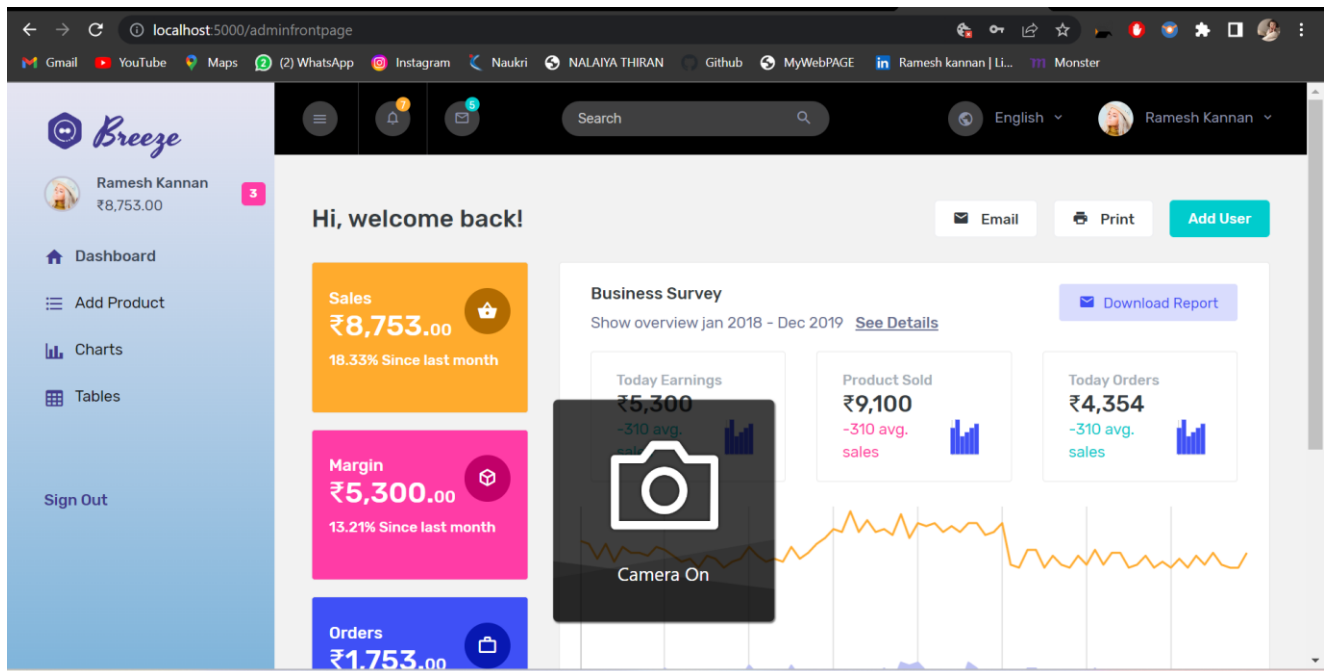 localhost:5000/adminfrontpage
Gmail YouTube Maps (2) WhatsApp Instagram Naukri NALAIYA THIRAN Github MyWebPAGE Ramesh kannan | Li... Monster
Breeze
7 5 Search English Ramesh Kannan
Ramesh Kannan
₹8,753.00
3
Dashboard
Add Product
Charts
Tables
Sign Out
Hi, welcome back!
Email Print Add User
Sales
₹8,753.00
18.33% Since last month
Margin
₹5,300.00
13.21% Since last month
Orders
₹1,753.00
Business Survey
Show overview jan 2018 - Dec 2019 See Details
Download Report
Today Earnings
₹5,300
-310 avg.
Product Sold
₹9,100
-310 avg.
sales
Today Orders
₹4,354
-310 avg.
sales
Camera On